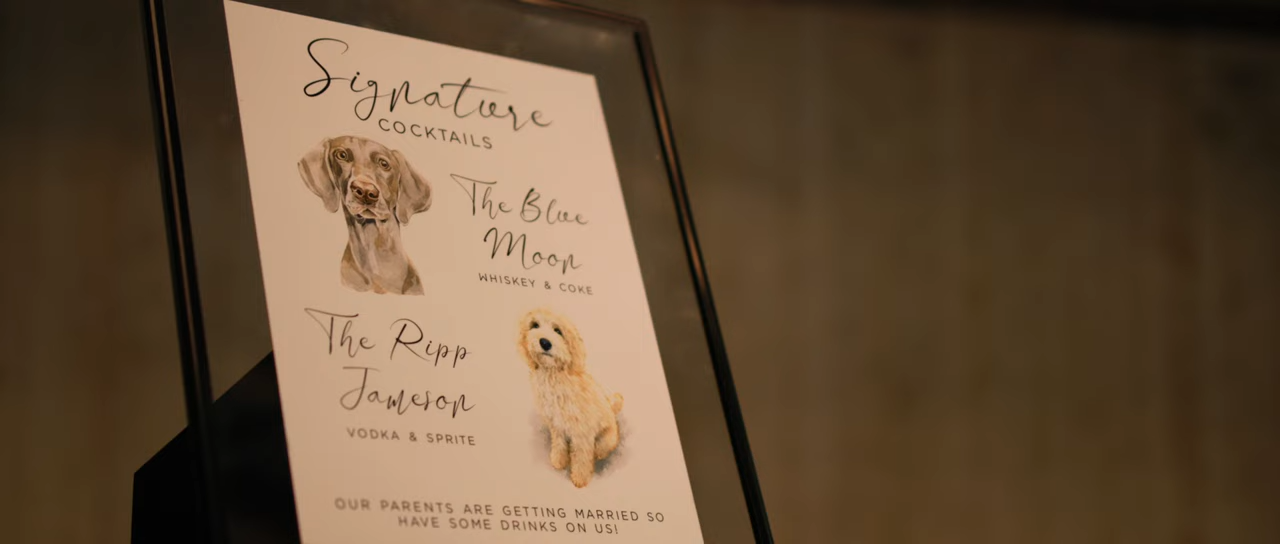 Signature
COCKTAILS
The Blue
Moon
WHISKEY & COKE
The Ripp
Jameson
VODKA & SPRITE
OUR PARENTS ARE GETTING MARRIED SO
HAVE SOME DRINKS ON US!